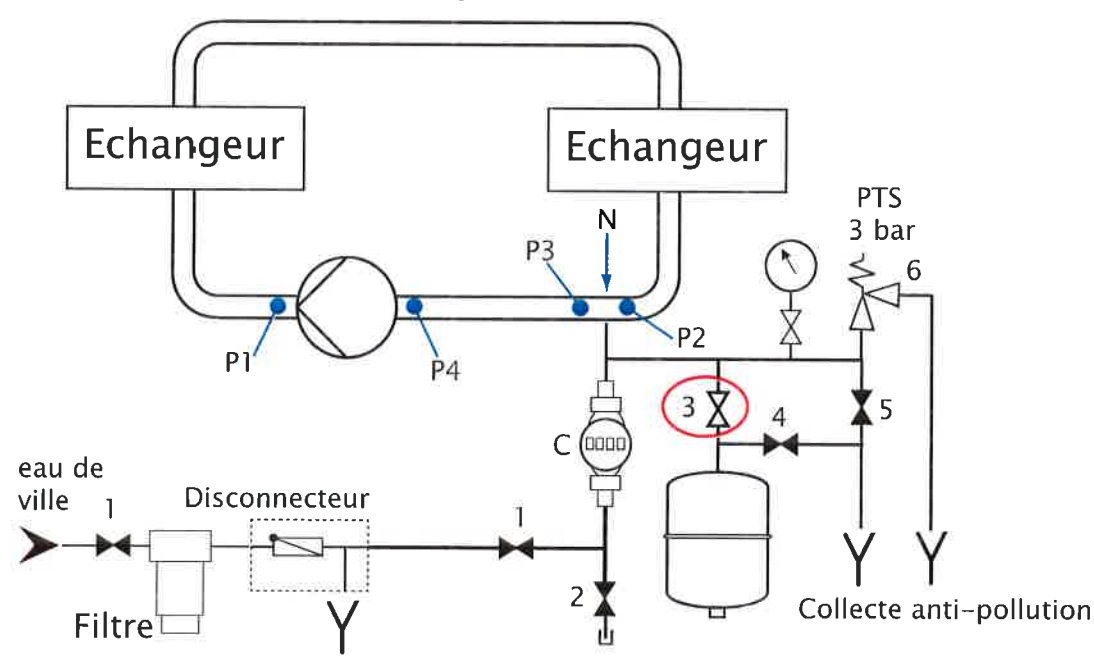 Echangeur
Echangeur
N
PTS
3 bar
P3
6
P1
P4
P2
3
5
4
C
0000
eau de
ville
1
Disconnecteur
1
2
Filtre
Collecte anti-pollution